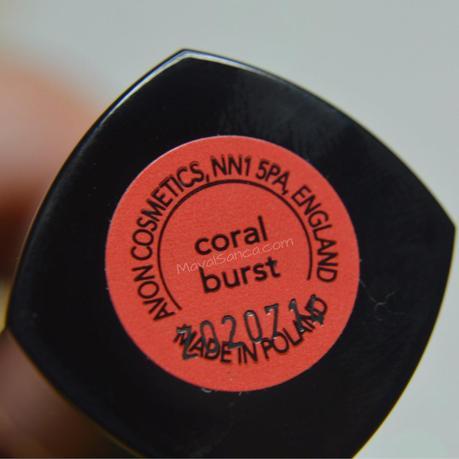 AVON COSMETICS, NN1 5PA, ENGLAND
coral
MavalSanca.com
burst
MADE IN POLAND